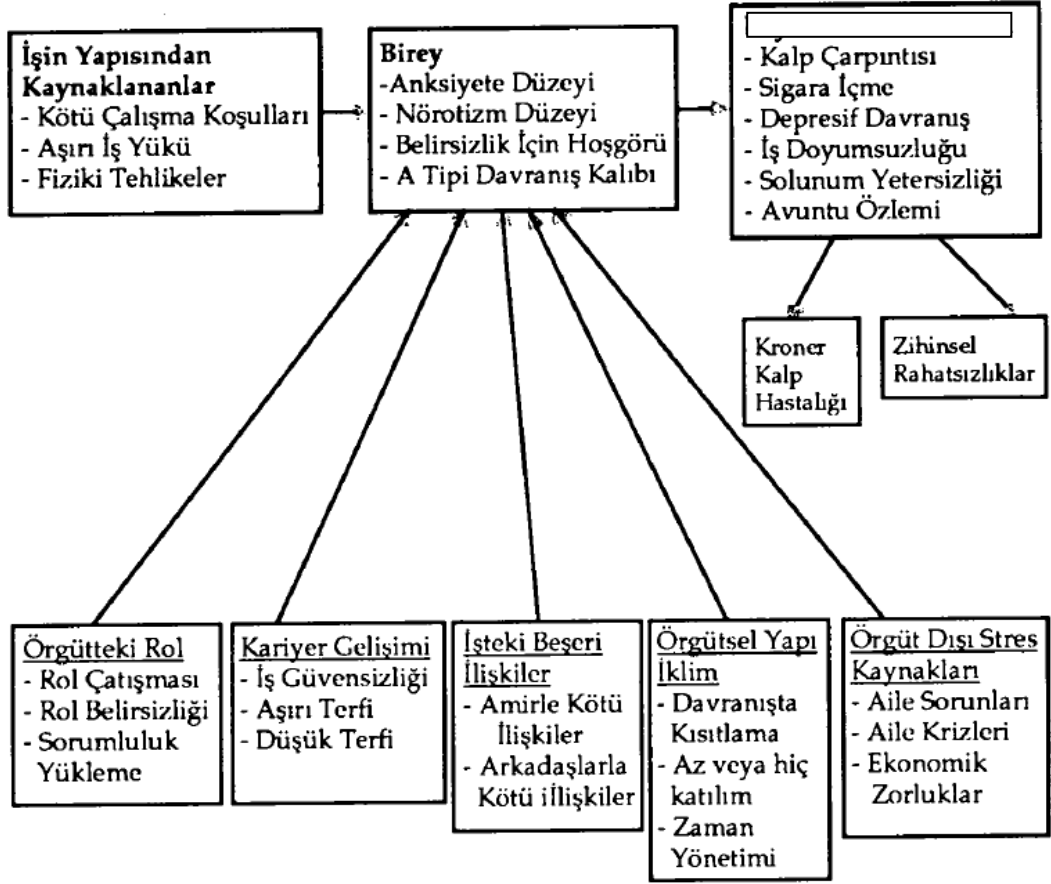 İşin Yapısından
Kaynaklananlar
- Kötü Çalışma Koşulları
- Aşırı İş Yükü
- Fiziki Tehlikeler
Birey
-Anksiyete Düzeyi
- Nörotizm Düzeyi
- Belirsizlik İçin Hoşgörü
- A Tipi Davranış Kalıbı
- Kalp Çarpıntısı
- Sigara İçme
- Depresif Davranış
- İş Doyumsuzluğu
- Solunum Yetersizliği
- Avuntu Özlemi
Kroner
Kalp
Hastalığı
Zihinsel
Rahatsızlıklar
Örgütteki Rol
- Rol Çatışması
- Rol Belirsizliği
- Sorumluluk
Yükleme
Kariyer Gelişimi
- İş Güvensizliği
- Aşırı Terfi
- Düşük Terfi
İşteki Beşeri
İlişkiler
- Amirle Kötü
İlişkiler
- Arkadaşlarla
Kötü iİlişkiler
Örgütsel Yapı
İklim
- Davranışta
Kısıtlama
- Az veya hiç
katılım
- Zaman
Yönetimi
Örgüt Dışı Stres
Kaynakları
- Aile Sorunları
- Aile Krizleri
- Ekonomik
Zorluklar